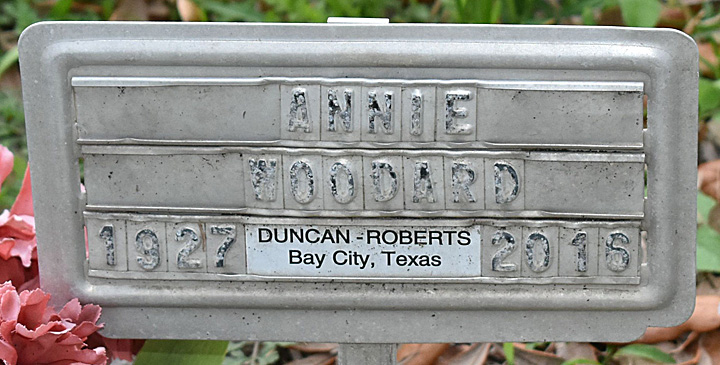 ANNIE
WOODARD
1927 DUNCAN-ROBERTS 2016
Bay City, Texas